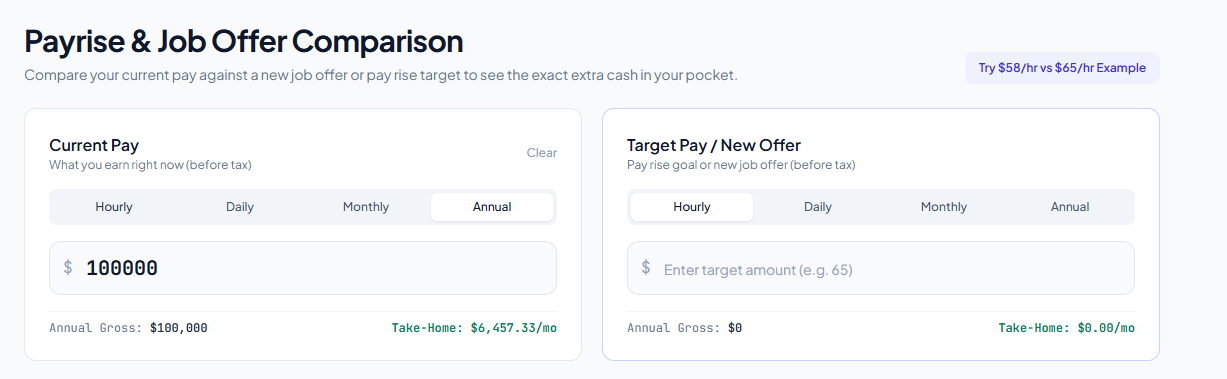 Payrise & Job Offer Comparison
Compare your current pay against a new job offer or pay rise target to see the exact extra cash in your pocket.
Try $58/hr vs $65/hr Example
Current Pay
What you earn right now (before tax)
Clear
Hourly Daily Monthly Annual
$ 100000
Annual Gross: $100,000 Take-Home: $6,457.33/mo
Target Pay / New Offer
Pay rise goal or new job offer (before tax)
Hourly Daily Monthly Annual
$ Enter target amount (e.g. 65)
Annual Gross: $0 Take-Home: $0.00/mo